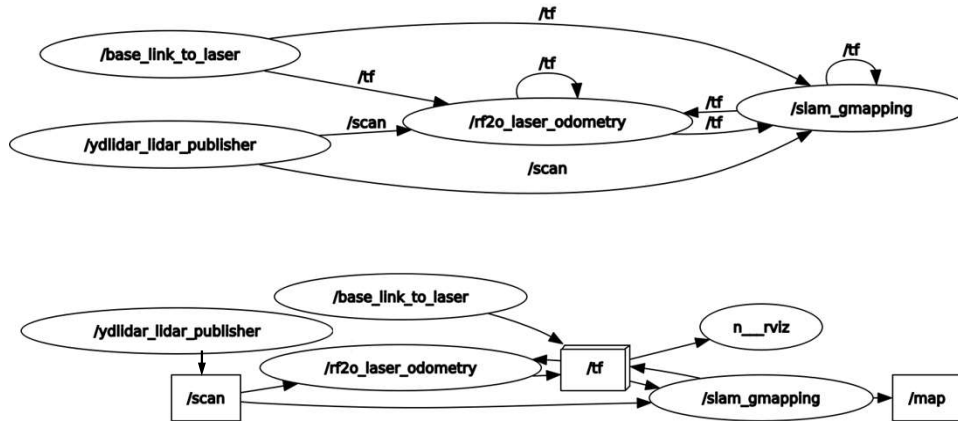 /tf
/base_link_to_laser
/tf
/tf
/tf
/tf
/slam_gmapping
/scan
/rf2o_laser_odometry
/tf
/ydlidar_lidar_publisher
/scan
/base_link_to_laser
/ydlidar_lidar_publisher
n___rviz
/rf2o_laser_odometry
/tf
/scan
/slam_gmapping
/map